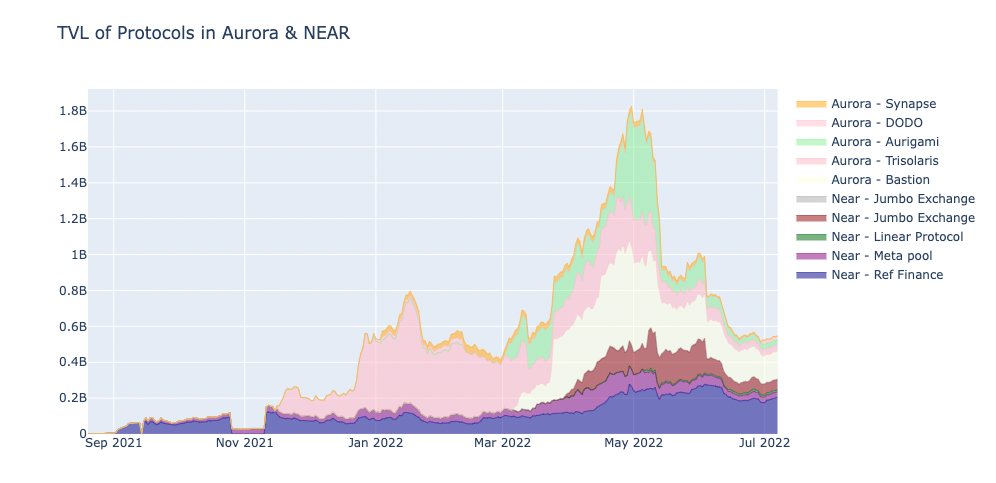 TVL of Protocols in Aurora & NEAR
1.8B
1.6B
1.4B
1.2B
1B
0.8B
0.6B
0.4B
0.2B
0
Sep 2021
Nov 2021
Jan 2022
Mar 2022
May 2022
Jul 2022
Aurora - Synapse
Aurora - DODO
Aurora - Aurigami
Aurora - Trisolaris
Aurora - Bastion
Near - Jumbo Exchange
Near - Jumbo Exchange
Near - Linear Protocol
Near - Meta pool
Near - Ref Finance